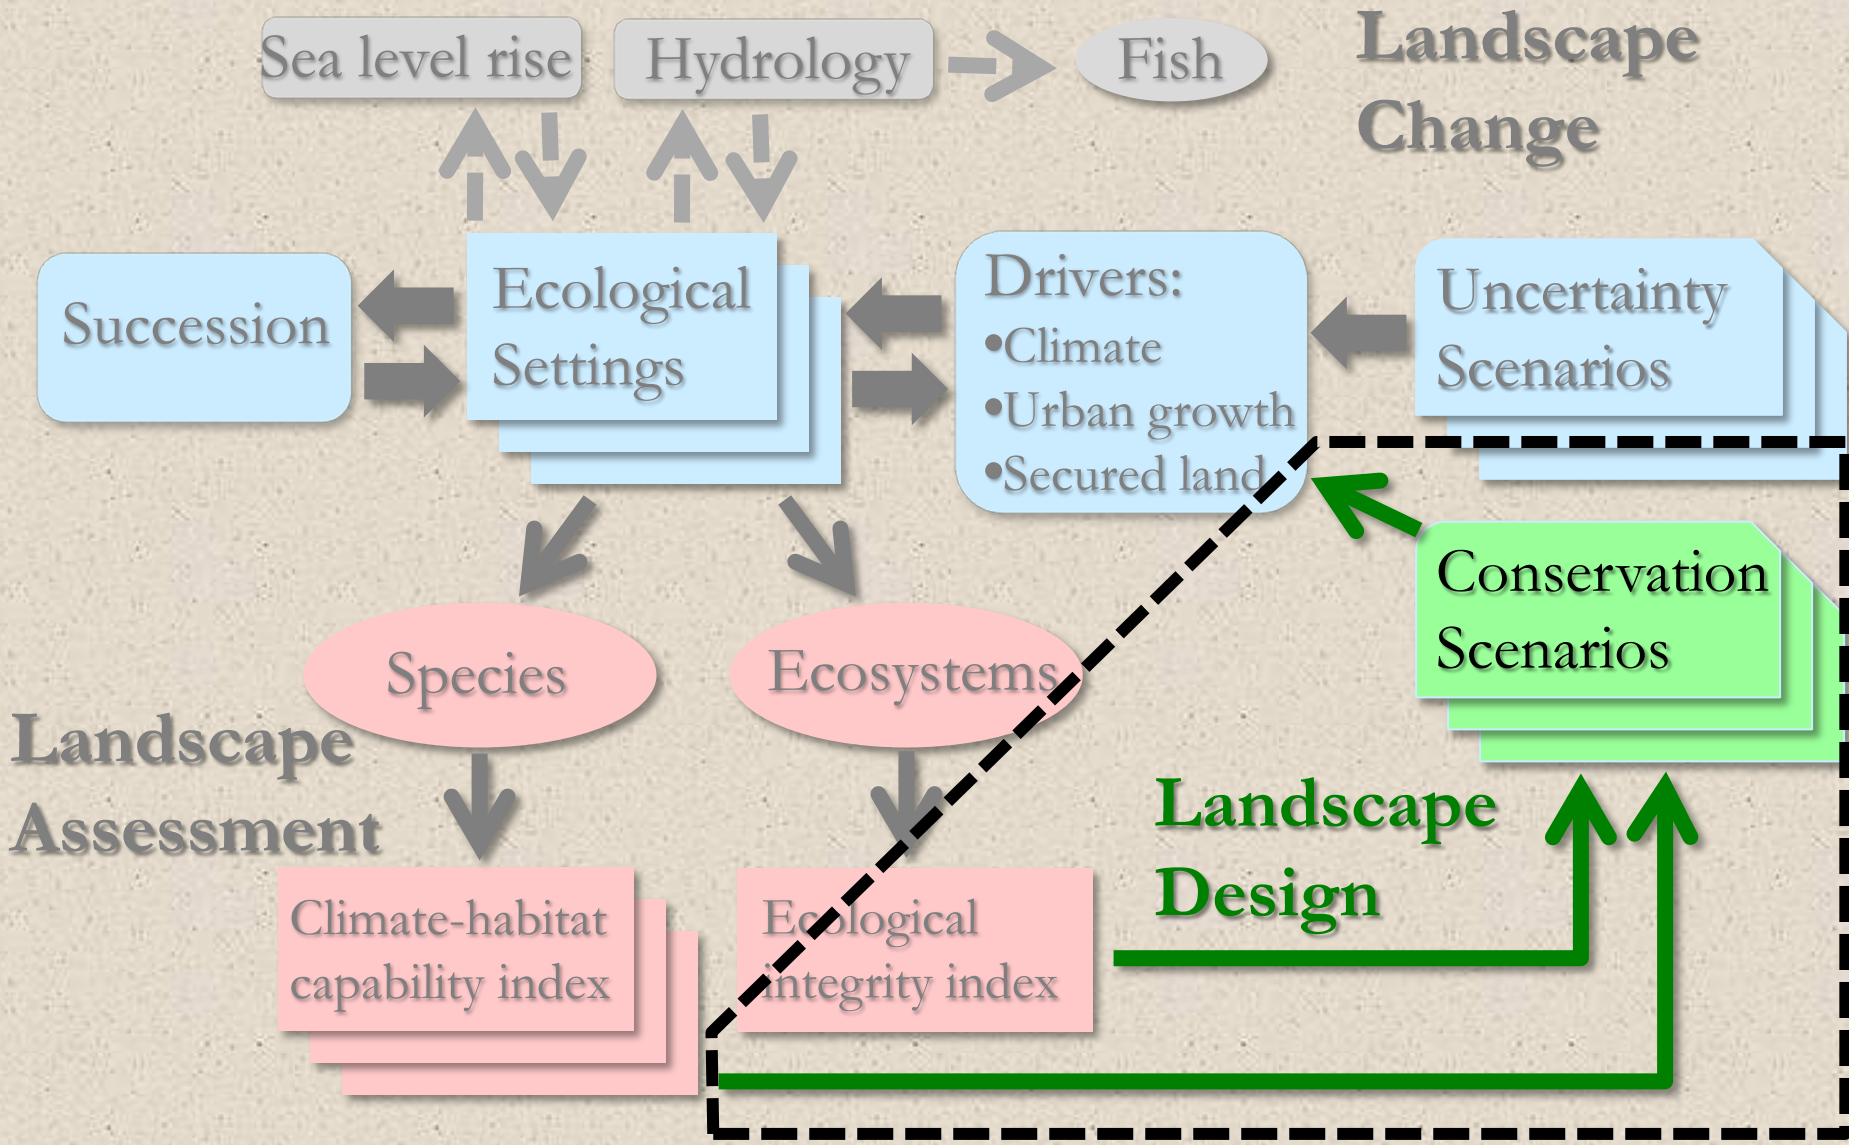 Sea level rise
Hydrology
Fish
Landscape
Change
Succession
Ecological
Settings
Drivers:
•Climate
•Urban growth
•Secured land
Uncertainty
Scenarios
Conservation
Scenarios
Species
Ecosystems
Landscape
Assessment
Landscape
Design
Climate-habitat
capability index
Ecological
integrity index